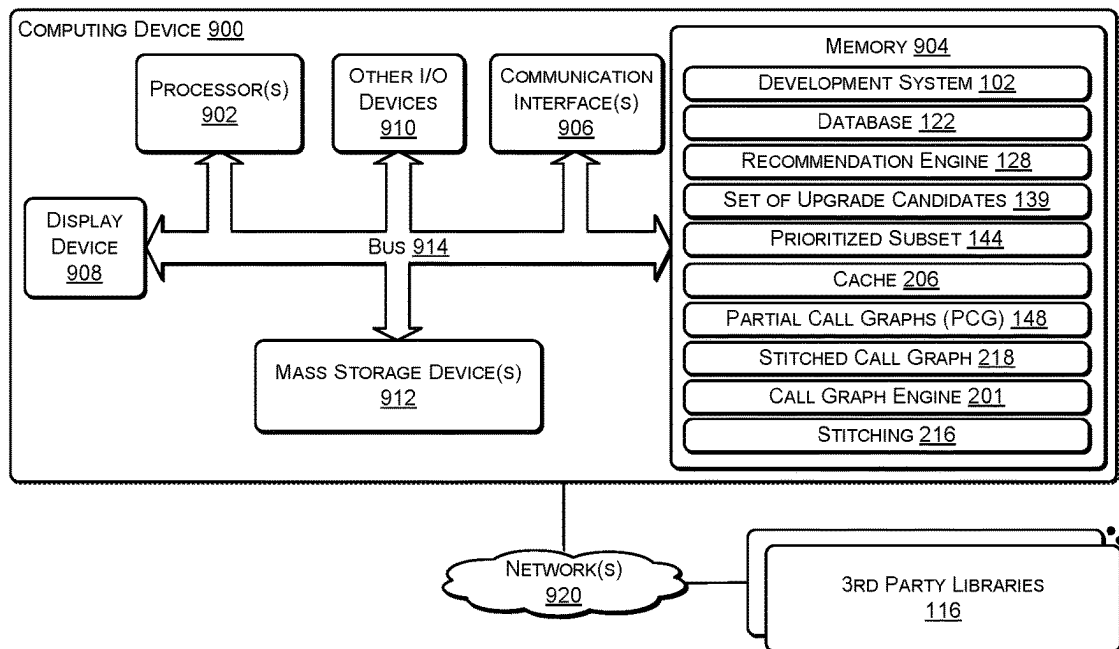 COMPUTING DEVICE 900
PROCESSOR(S)
902
OTHER I/O
DEVICES
910
COMMUNICATION
INTERFACE(S)
906
DISPLAY
DEVICE
908
BUS 914
MASS STORAGE DEVICE(S)
912
MEMORY 904
DEVELOPMENT SYSTEM 102
DATABASE 122
RECOMMENDATION ENGINE 128
SET OF UPGRADE CANDIDATES 139
PRIORITIZED SUBSET 144
CACHE 206
PARTIAL CALL GRAPHS (PCG) 148
STITCHED CALL GRAPH 218
CALL GRAPH ENGINE 201
STITCHING 216
NETWORK(S)
920
3RD PARTY LIBRARIES
116